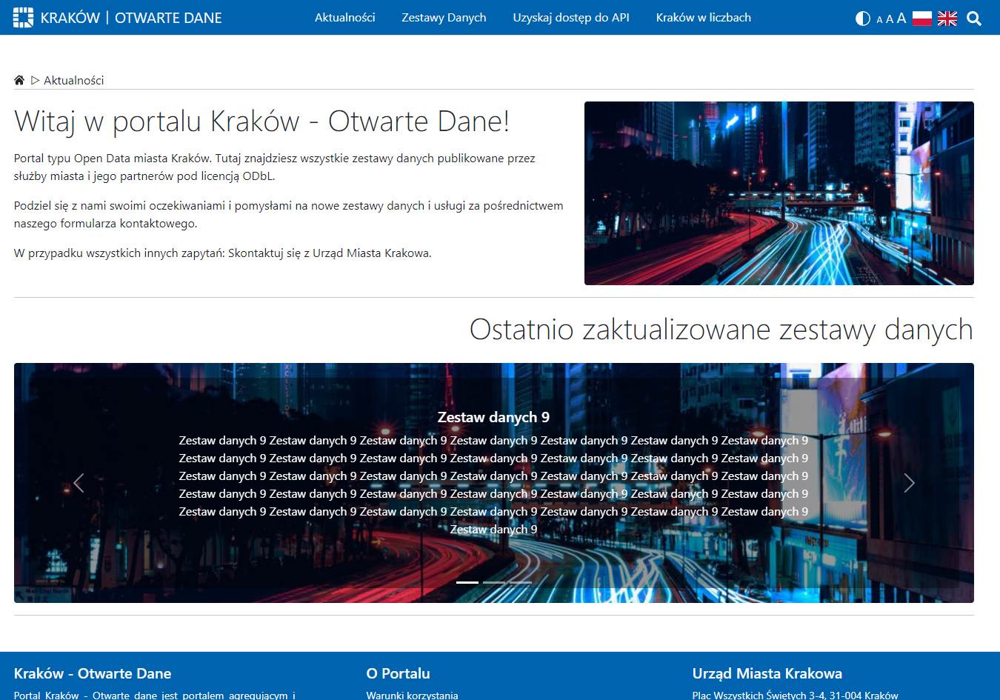 KRAKÓW | OTWARTE DANE
Aktualności
Zestawy Danych
Uzyskaj dostęp do API
Kraków w liczbach
A A A
Aktualności
Witaj w portalu Kraków - Otwarte Dane!
Portal typu Open Data miasta Kraków. Tutaj znajdziesz wszystkie zestawy danych publikowane przez
służby miasta i jego partnerów pod licencją ODbL.
Podziel się z nami swoimi oczekiwaniami i pomysłami na nowe zestawy danych i usługi za pośrednictwem
naszego formularza kontaktowego.
W przypadku wszystkich innych zapytań: Skontaktuj się z Urząd Miasta Krakowa.
Ostatnio zaktualizowane zestawy danych
Zestaw danych 9
Zestaw danych 9 Zestaw danych 9 Zestaw danych 9 Zestaw danych 9 Zestaw danych 9 Zestaw danych 9 Zestaw danych 9
Zestaw danych 9 Zestaw danych 9 Zestaw danych 9 Zestaw danych 9 Zestaw danych 9 Zestaw danych 9 Zestaw danych 9
Zestaw danych 9 Zestaw danych 9 Zestaw danych 9 Zestaw danych 9 Zestaw danych 9 Zestaw danych 9 Zestaw danych 9
Zestaw danych 9 Zestaw danych 9 Zestaw danych 9 Zestaw danych 9 Zestaw danych 9 Zestaw danych 9 Zestaw danych 9
Zestaw danych 9 Zestaw danych 9 Zestaw danych 9 Zestaw danych 9 Zestaw danych 9 Zestaw danych 9 Zestaw danych 9
Zestaw danych 9
Kraków - Otwarte Dane
Portal Kraków - Otwarte dane jest portalem agregującym i
O Portalu
Warunki korzystania
Urząd Miasta Krakowa
Plac Wszystkich Świętych 3-4, 31-004 Kraków